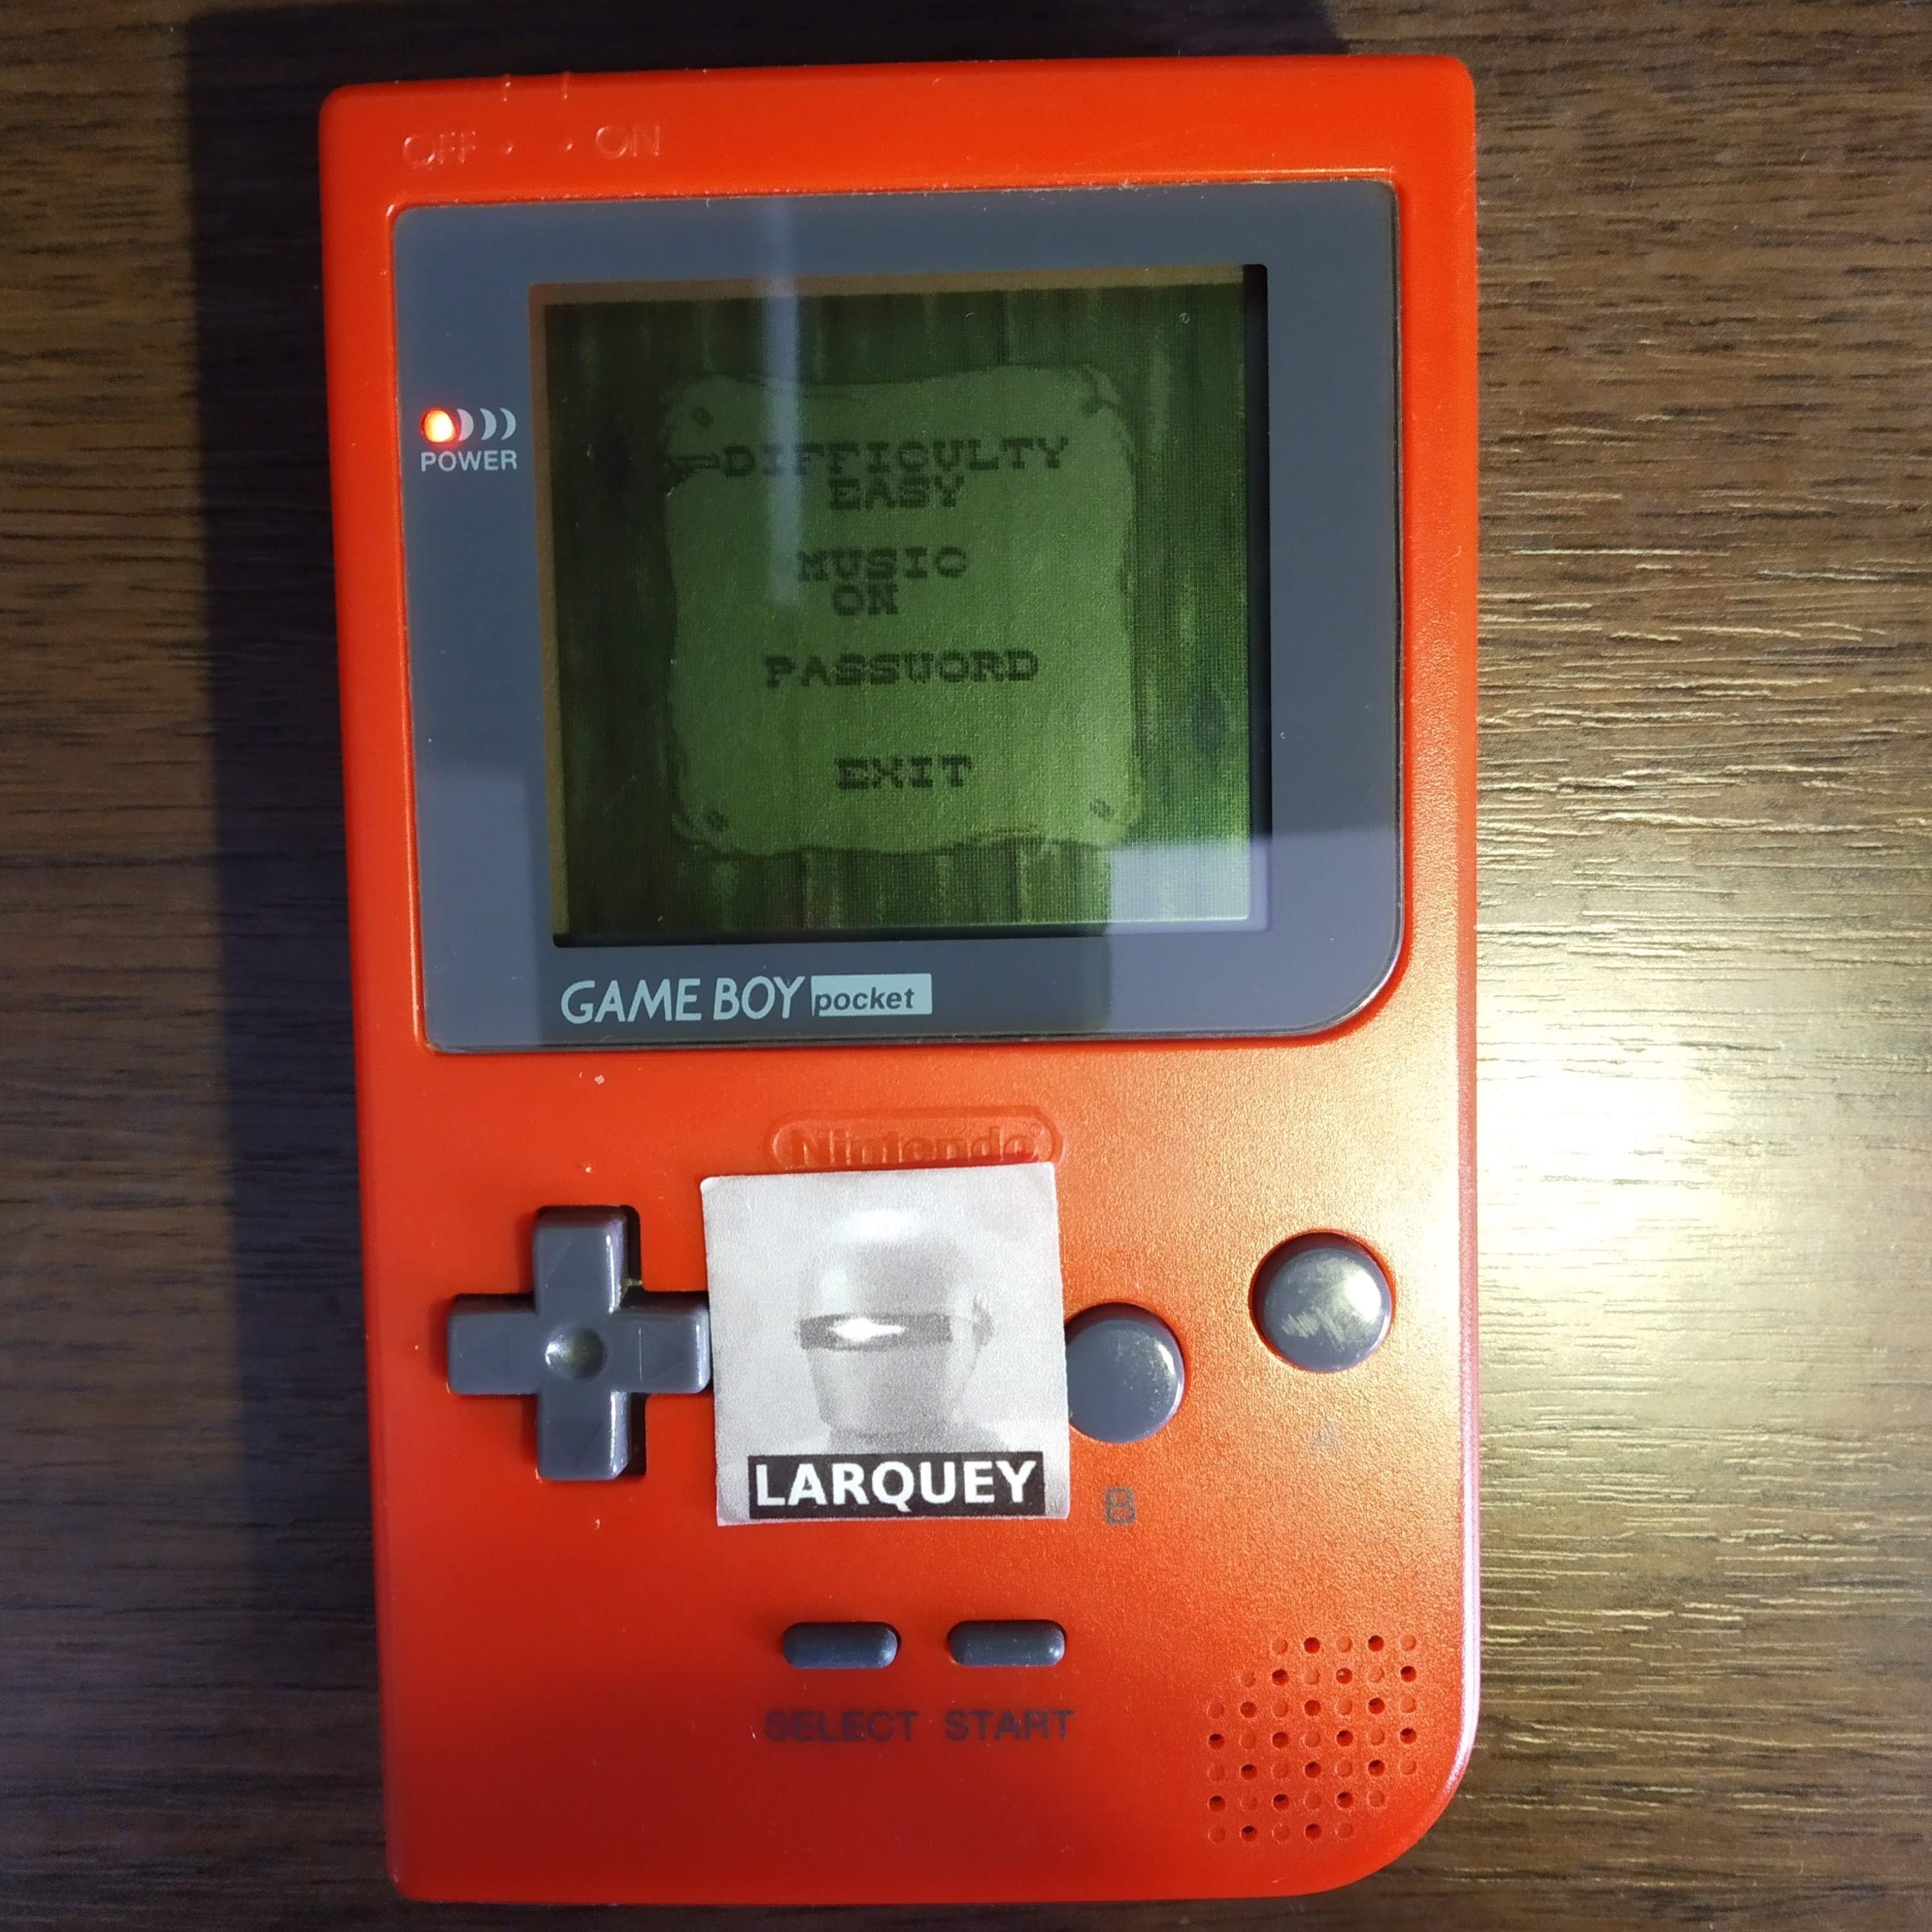 OFF ON
POWER
DIFFICULTY
EASY
MUSIC
ON
PASSWORD
EXIT
GAME BOY pocket
Nintendo®
LARQUEY
B
A
SELECT START